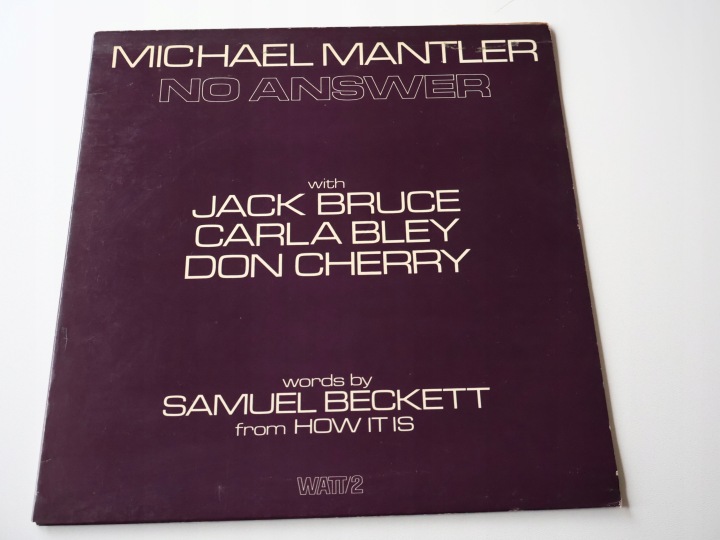 MICHAEL MANTLER
NO ANSWER
with
JACK BRUCE
CARLA BLEY
DON CHERRY
words by
SAMUEL BECKETT
from HOW IT IS
WATT/2